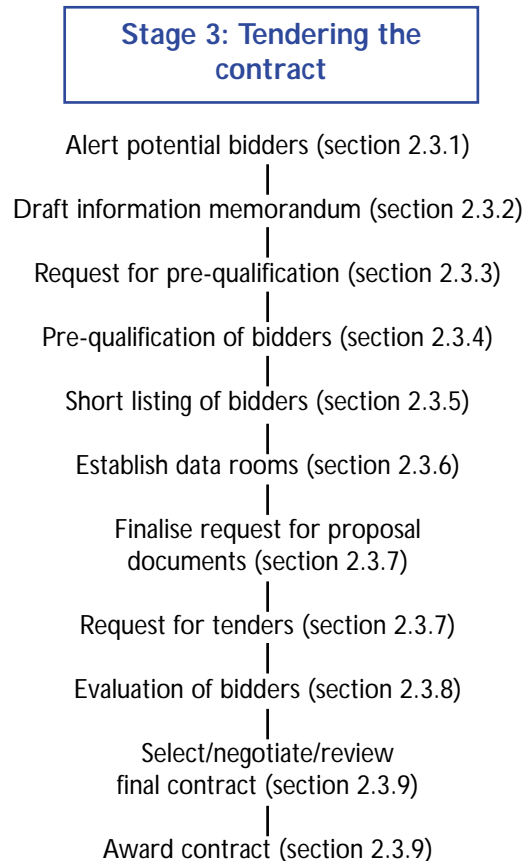 Stage 3: Tendering the
contract
Alert potential bidders (section 2.3.1)
Draft information memorandum (section 2.3.2)
Request for pre-qualification (section 2.3.3)
Pre-qualification of bidders (section 2.3.4)
Short listing of bidders (section 2.3.5)
Establish data rooms (section 2.3.6)
Finalise request for proposal
documents (section 2.3.7)
Request for tenders (section 2.3.7)
Evaluation of bidders (section 2.3.8)
Select/negotiate/review
final contract (section 2.3.9)
Award contract (section 2.3.9)